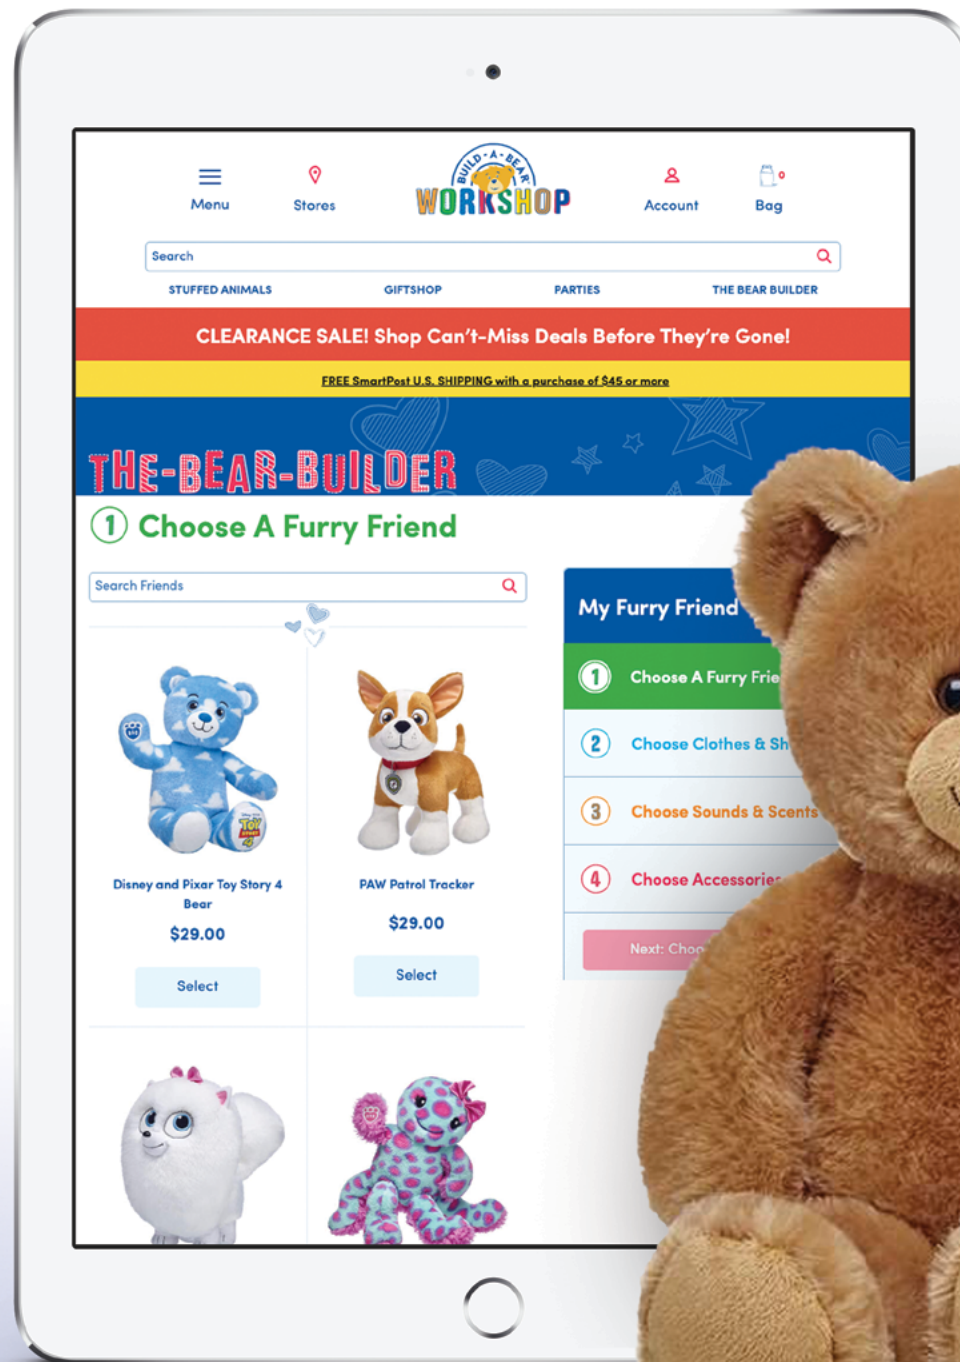 BUILD-A-BEAR
WORKSHOP
Menu
Stores
Account
0
Bag
Search
STUFFED ANIMALS
GIFTSHOP
PARTIES
THE BEAR BUILDER
CLEARANCE SALE! Shop Can't-Miss Deals Before They're Gone!
FREE SmartPost U.S. SHIPPING with a purchase of $45 or more
THE-BEAR-BUILDER
1 Choose A Furry Friend
Search Friends
Disney and Pixar Toy Story 4
Bear
$29.00
Select
PAW Patrol Tracker
$29.00
Select
TOY
STORY
4
My Furry Friend
1 Choose A Furry Frie
2 Choose Clothes & Sh
3 Choose Sounds & Scents
4 Choose Accessories
Next: Choo